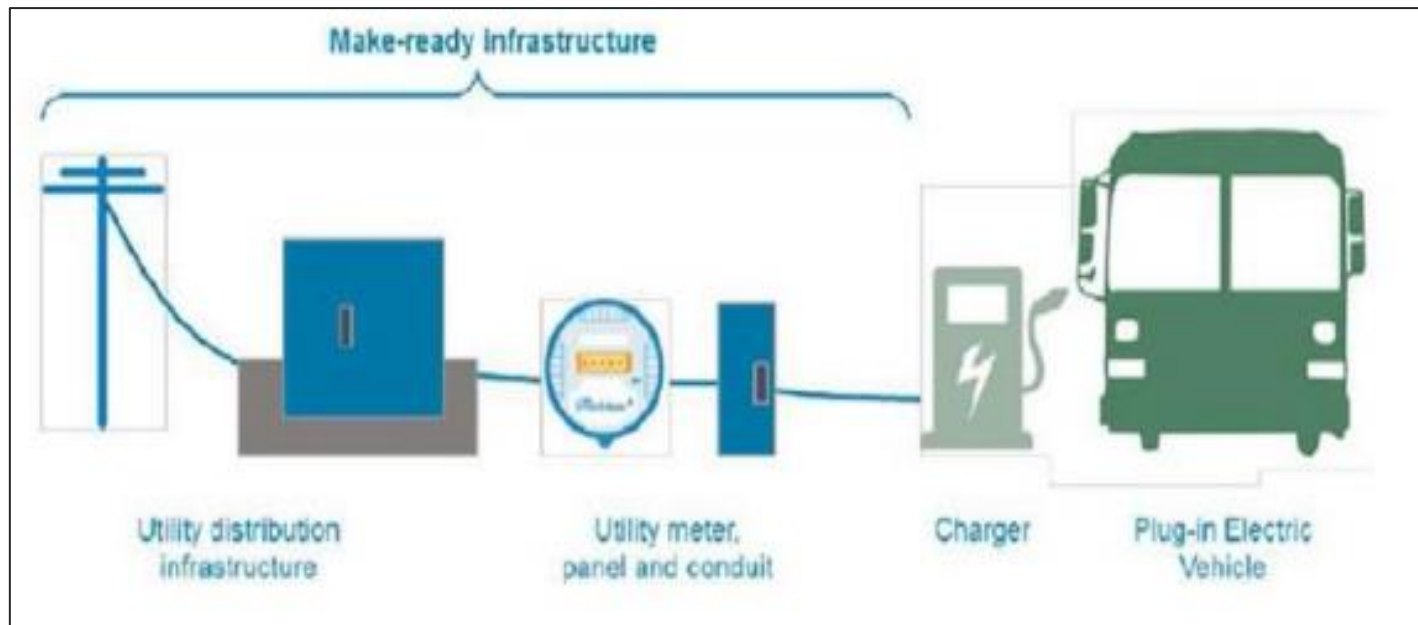 Make-ready infrastructure
Utility distribution
infrastructure
Utility meter,
panel and conduit
Charger
Plug-in Electric
Vehicle